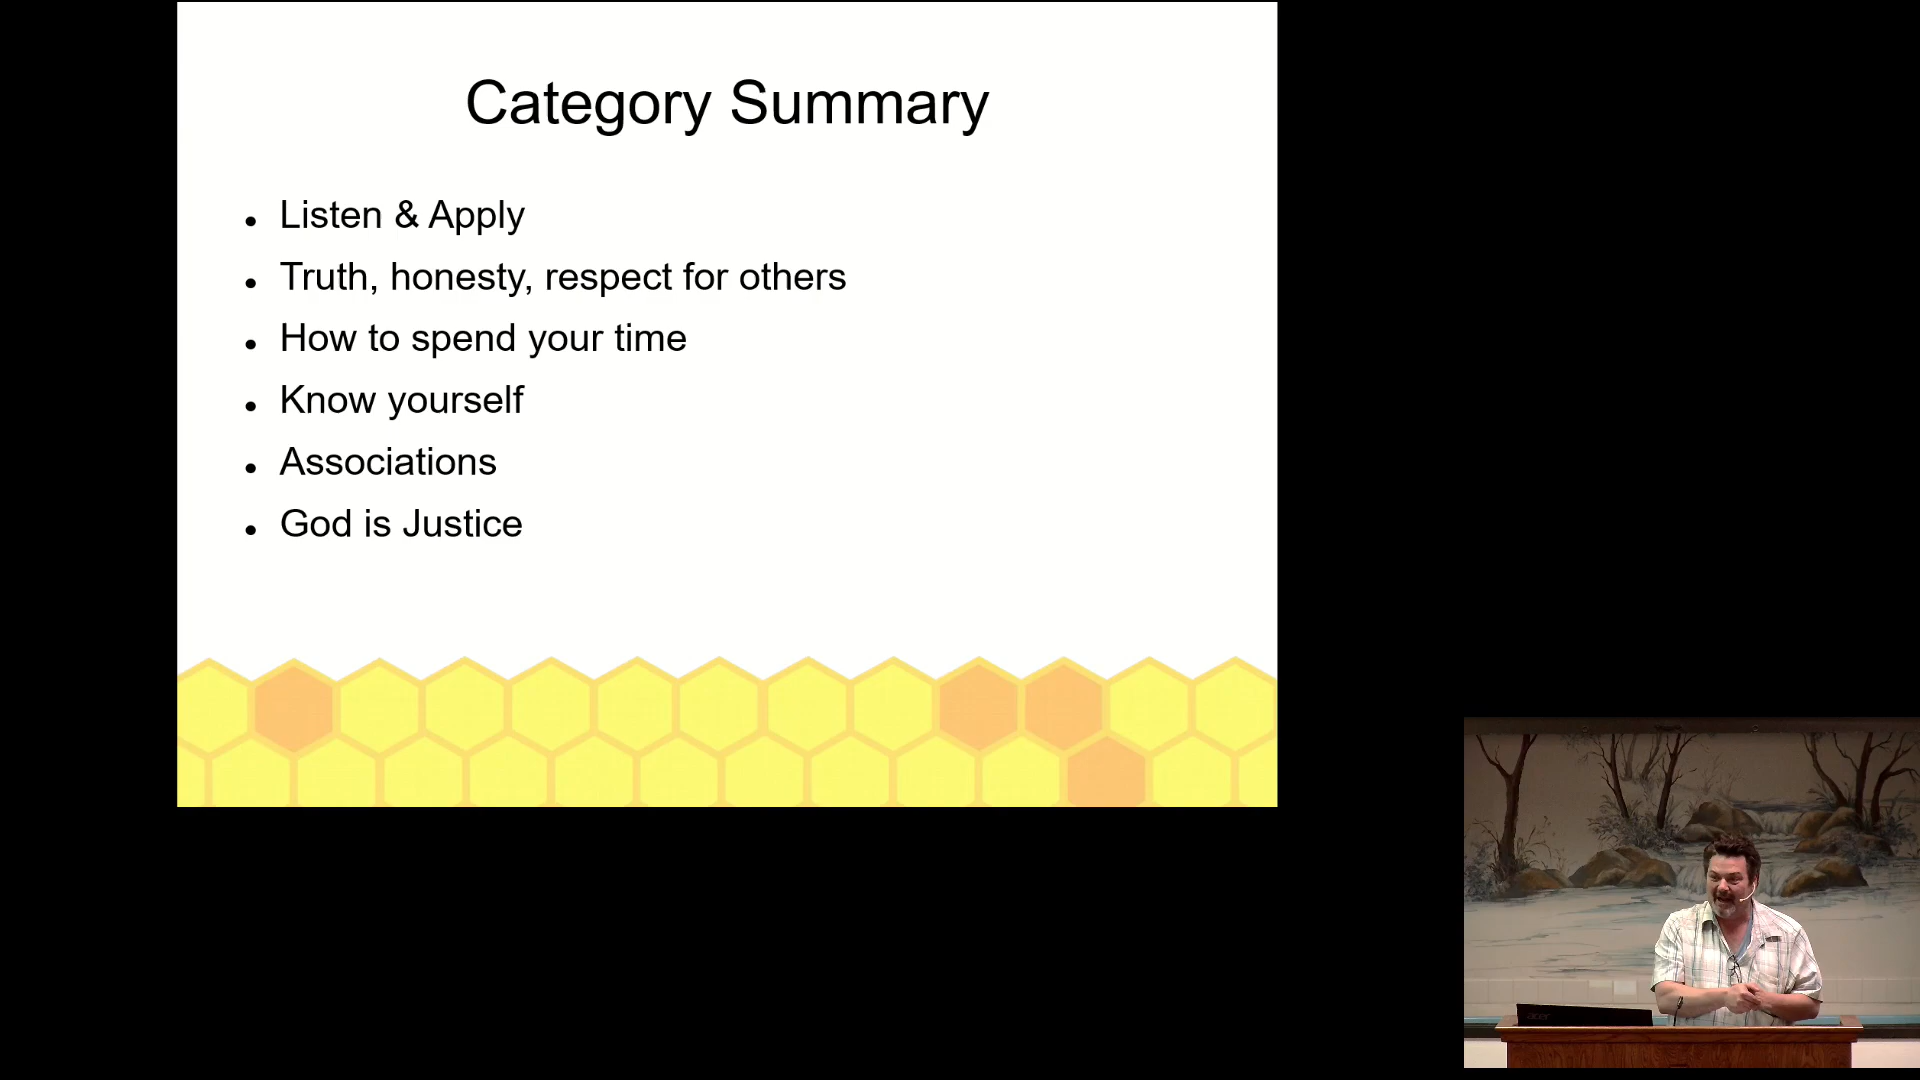 Category Summary
Listen & Apply
Truth, honesty, respect for others
How to spend your time
Know yourself
Associations
God is Justice
acer